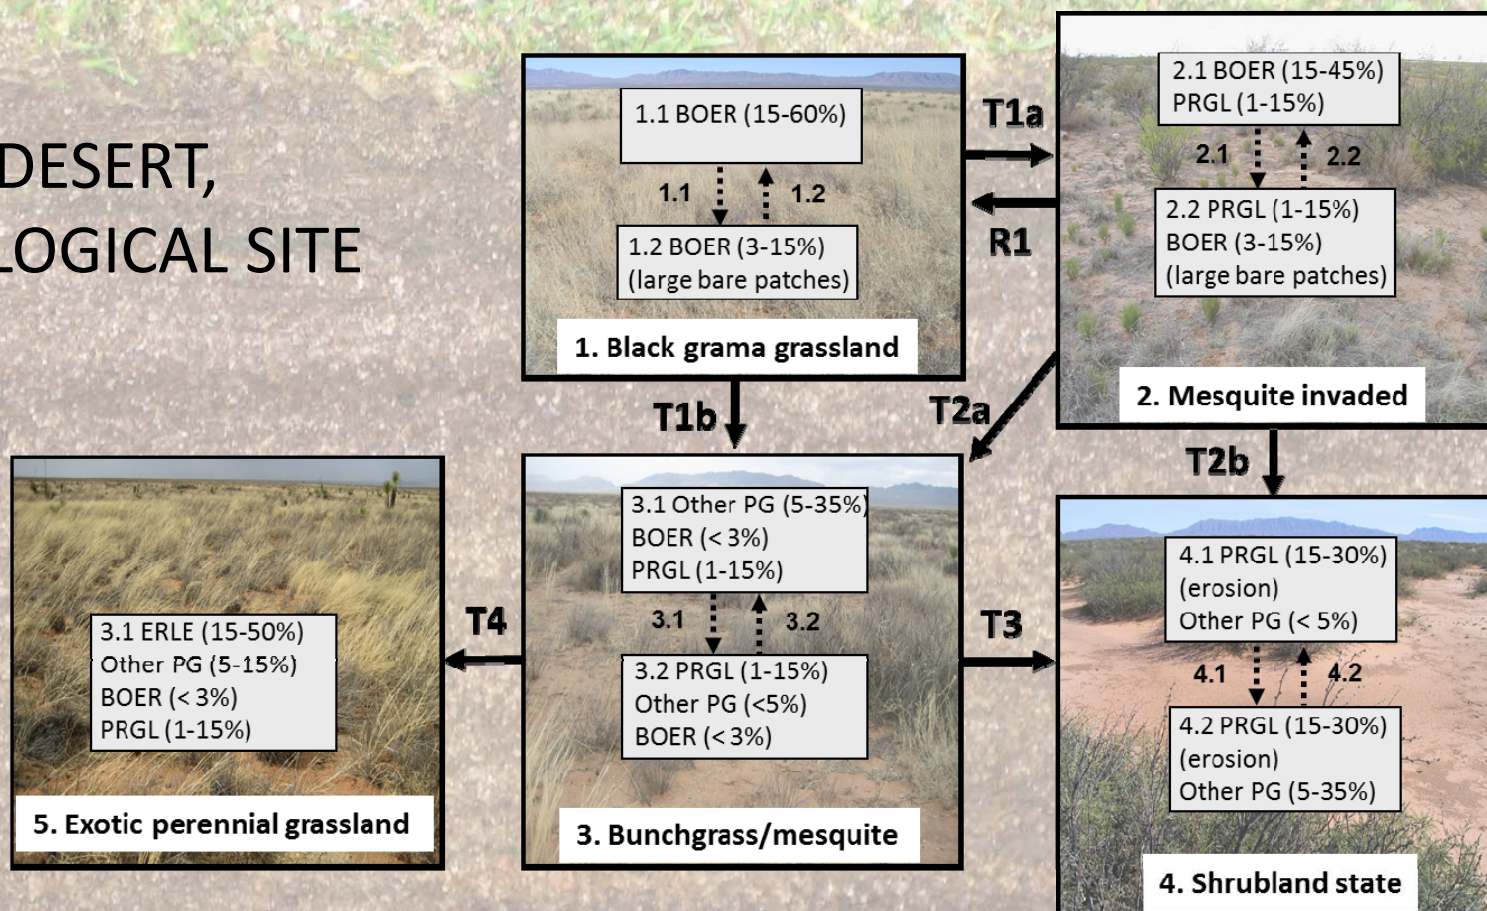 DESERT,
LOGICAL SITE
1.1 BOER (15-60%)
1.1
1.2
1.2 BOER (3-15%)
(large bare patches)
1. Black grama grassland
T1a
R1
2.1 BOER (15-45%)
PRGL (1-15%)
2.1
2.2
2.2 PRGL (1-15%)
BOER (3-15%)
(large bare patches)
2. Mesquite invaded
T1b
T2a
T2b
3.1 ERLE (15-50%)
Other PG (5-15%)
BOER (< 3%)
PRGL (1-15%)
5. Exotic perennial grassland
T4
3.1 Other PG (5-35%)
BOER (< 3%)
PRGL (1-15%)
3.1
3.2
3.2 PRGL (1-15%)
Other PG (<5%)
BOER (< 3%)
3. Bunchgrass/mesquite
T3
4.1 PRGL (15-30%)
(erosion)
Other PG (< 5%)
4.1
4.2
4.2 PRGL (15-30%)
(erosion)
Other PG (5-35%)
4. Shrubland state